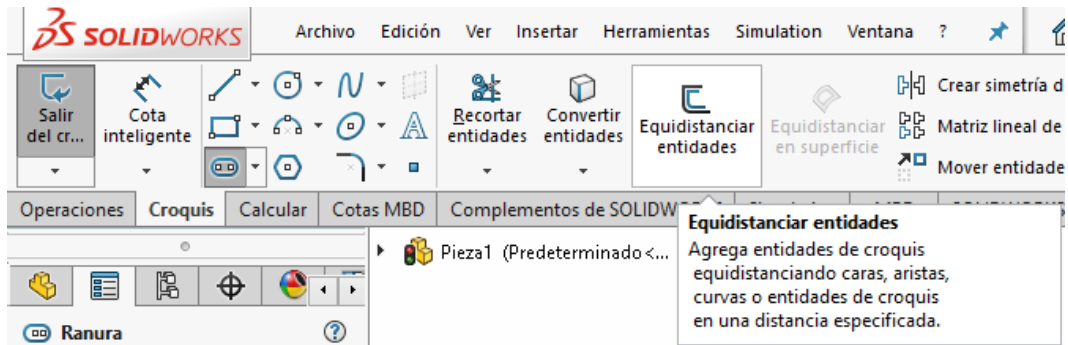 SOLIDWORKS Archivo Edición Ver Insertar Herramientas Simulation Ventana ?
Salir
del cr...
Cota
inteligente
Recortar
entidades
Convertir
entidades
Equidistanciar
entidades
Equidistanciar
en superficie
Crear simetría d
Matriz lineal de
Mover entidade
Operaciones Croquis Calcular Cotas MBD Complementos de SOLIDW
Equidistanciar entidades
Agrega entidades de croquis
equidistanciando caras, aristas,
curvas o entidades de croquis
en una distancia especificada.
Pieza1 (Predeterminado<...
Ranura